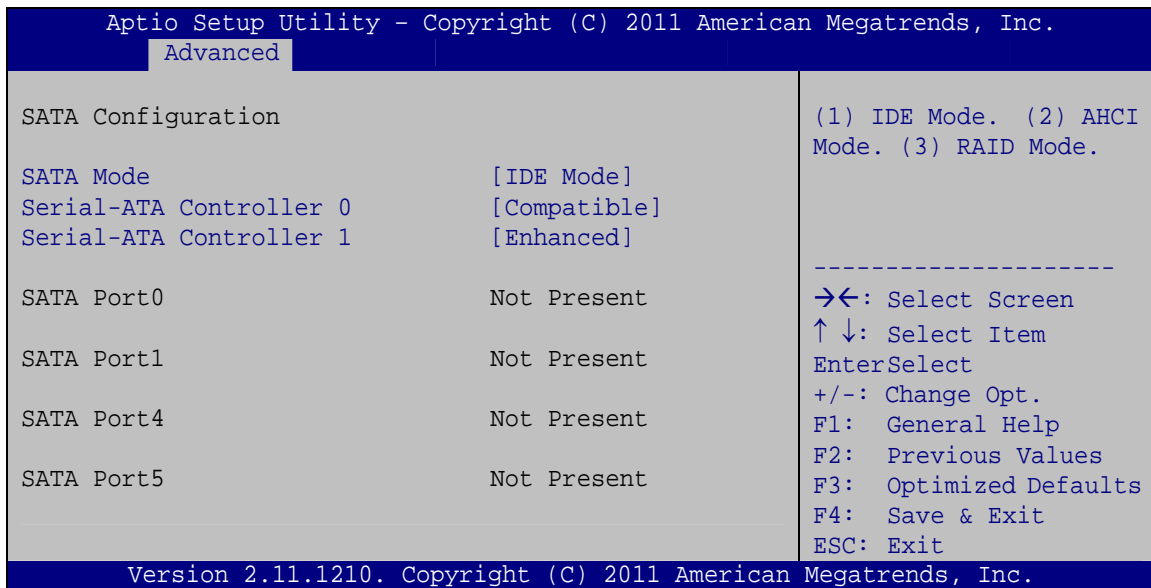 Aptio Setup Utility – Copyright (C) 2011 American Megatrends, Inc.
Advanced
SATA Configuration
SATA Mode [IDE Mode]
Serial-ATA Controller 0 [Compatible]
Serial-ATA Controller 1 [Enhanced]
SATA Port0 Not Present
SATA Port1 Not Present
SATA Port4 Not Present
SATA Port5 Not Present
(1) IDE Mode. (2) AHCI
Mode. (3) RAID Mode.
----------------------
→←: Select Screen
↑ ↓: Select Item
EnterSelect
+/-: Change Opt.
F1: General Help
F2: Previous Values
F3: Optimized Defaults
F4: Save & Exit
ESC: Exit
Version 2.11.1210. Copyright (C) 2011 American Megatrends, Inc.